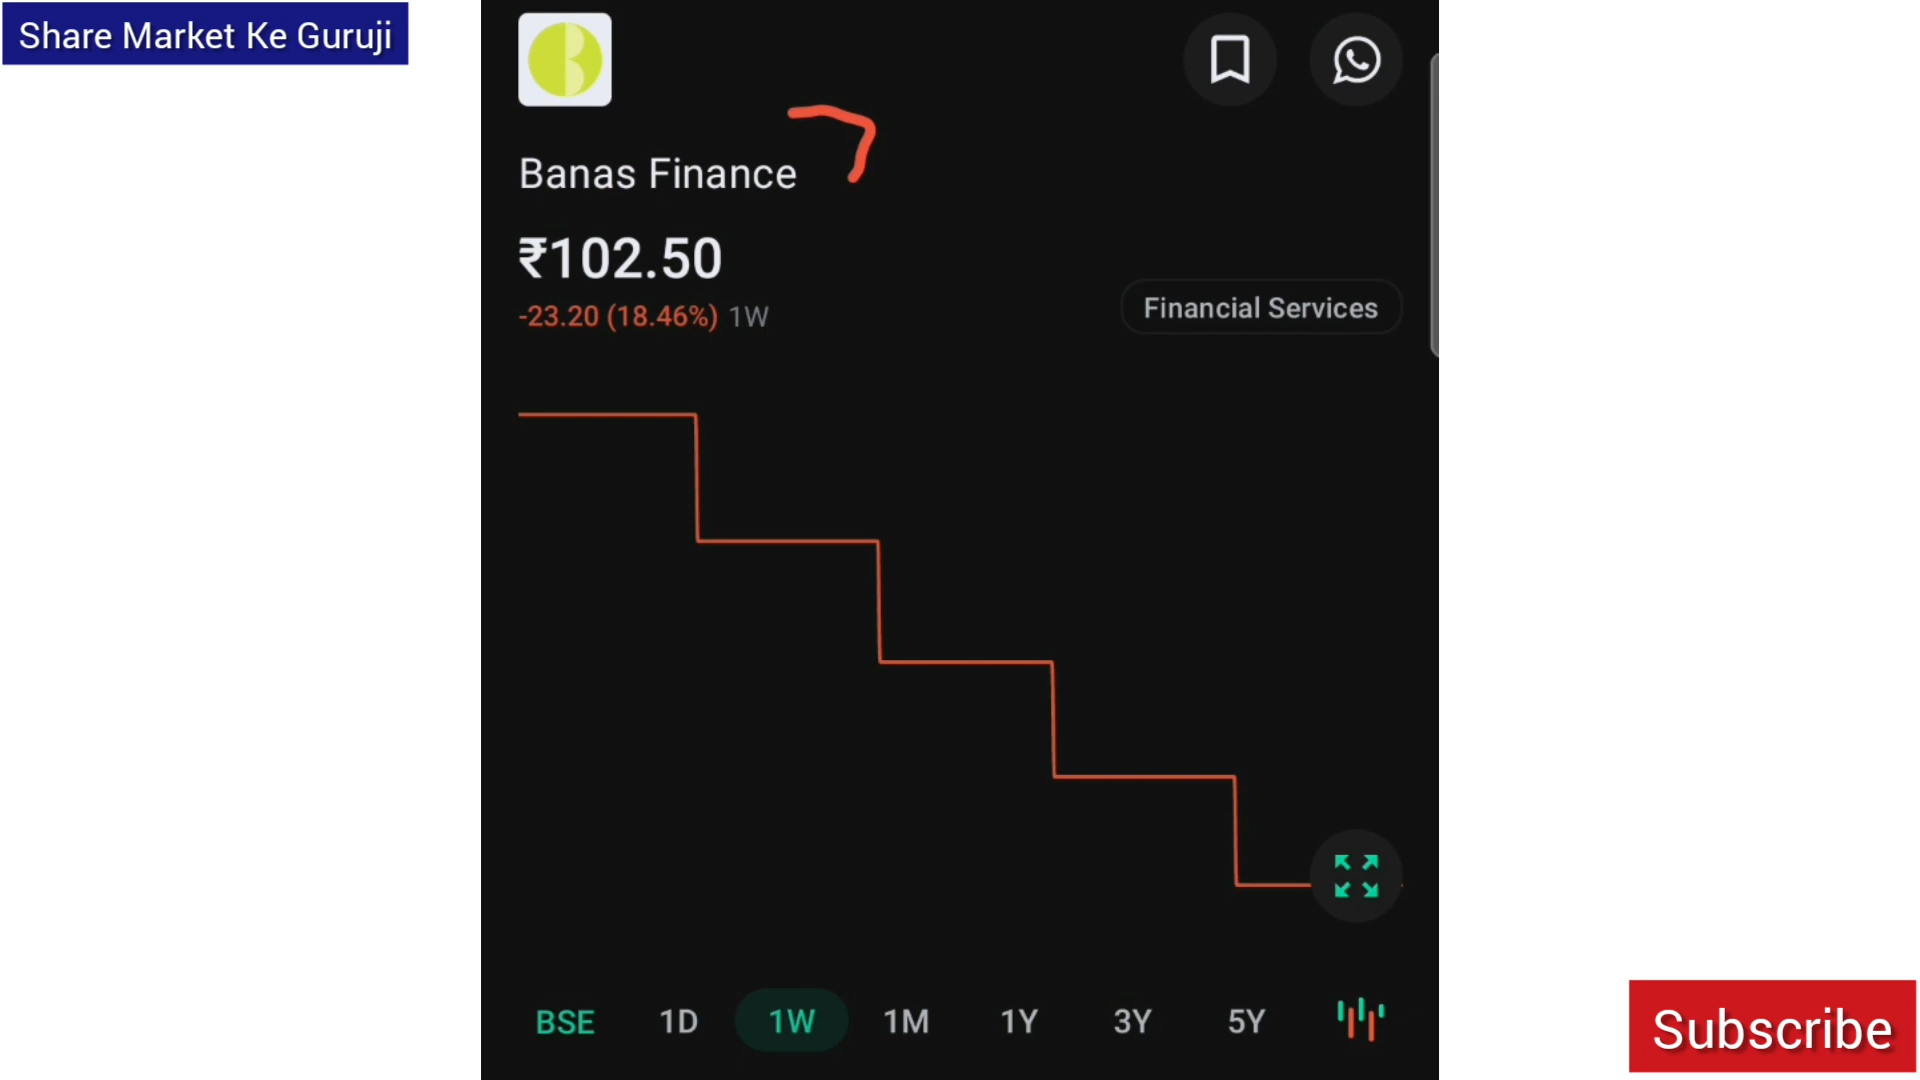 Share Market Ke Guruji
Banas Finance
₹102.50
-23.20 (18.46%) 1W
Financial Services
BSE 1D 1W 1M 1Y 3Y 5Y
Subscribe